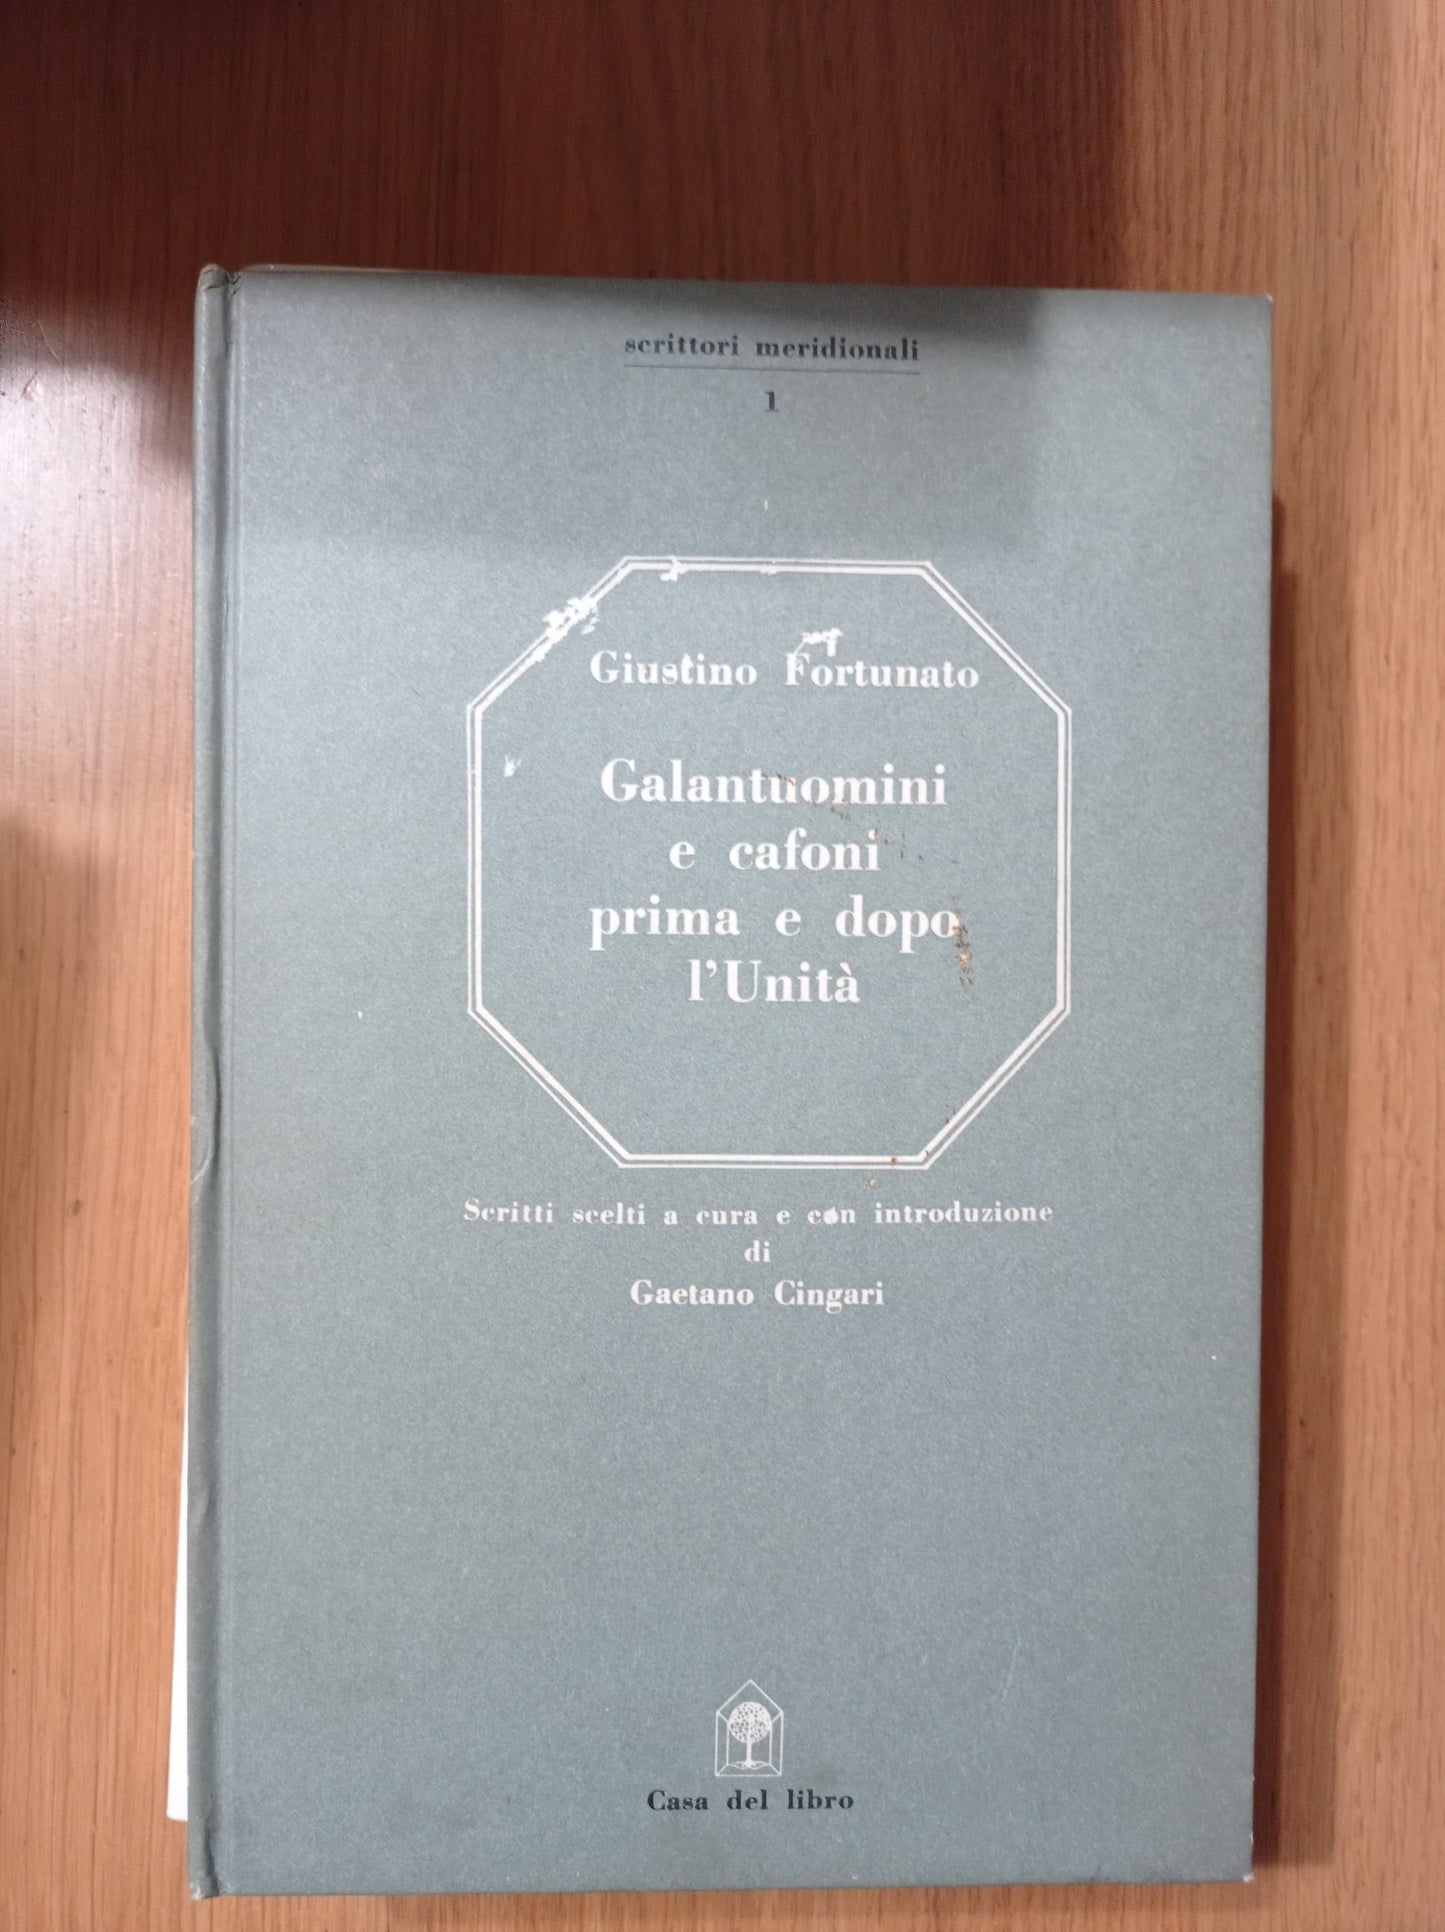 scrittori meridionali
1
Giustino Fortunato
Galantuomini
e cafoni
prima e dopo
l'Unità
Scritti scelti a cura e con introduzione
di
Gaetano Cingari
Casa del libro